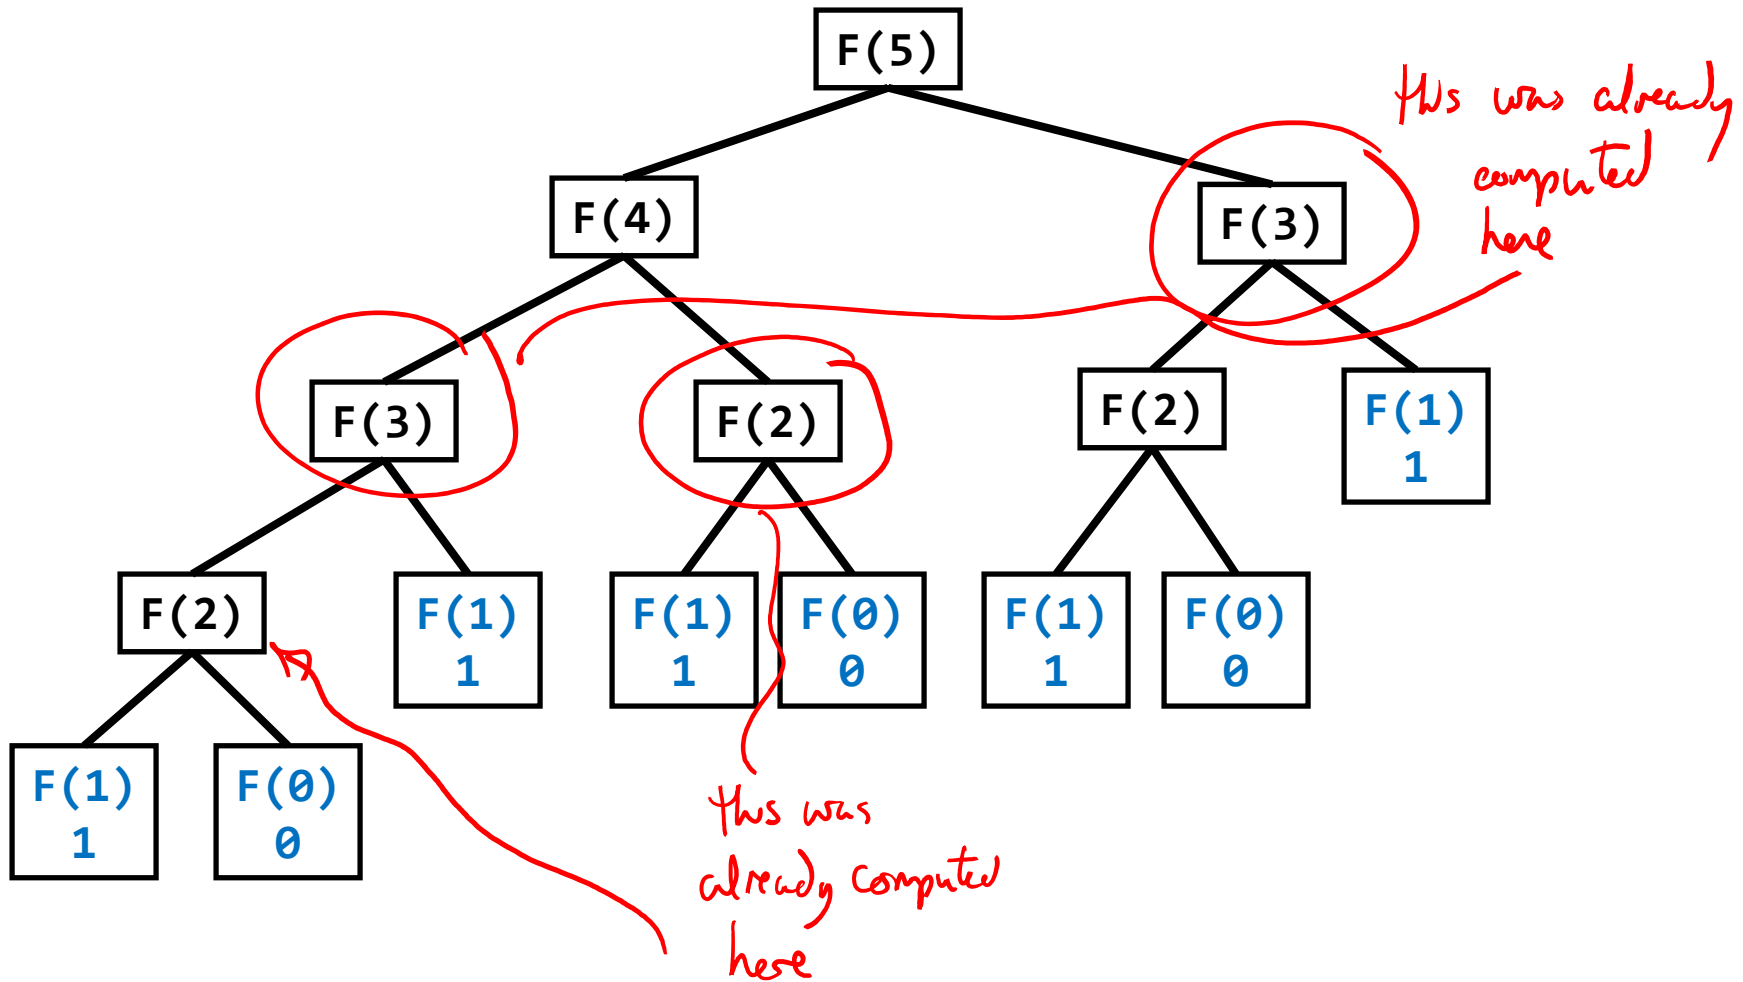 F(5)
this was already
computed
here
F(4)
F(3)
F(3)
F(2)
F(2)
F(1)
1
F(2)
F(1)
1
F(1)
1
F(0)
0
F(1)
1
F(0)
0
F(1)
1
F(0)
0
this was
already computed
here